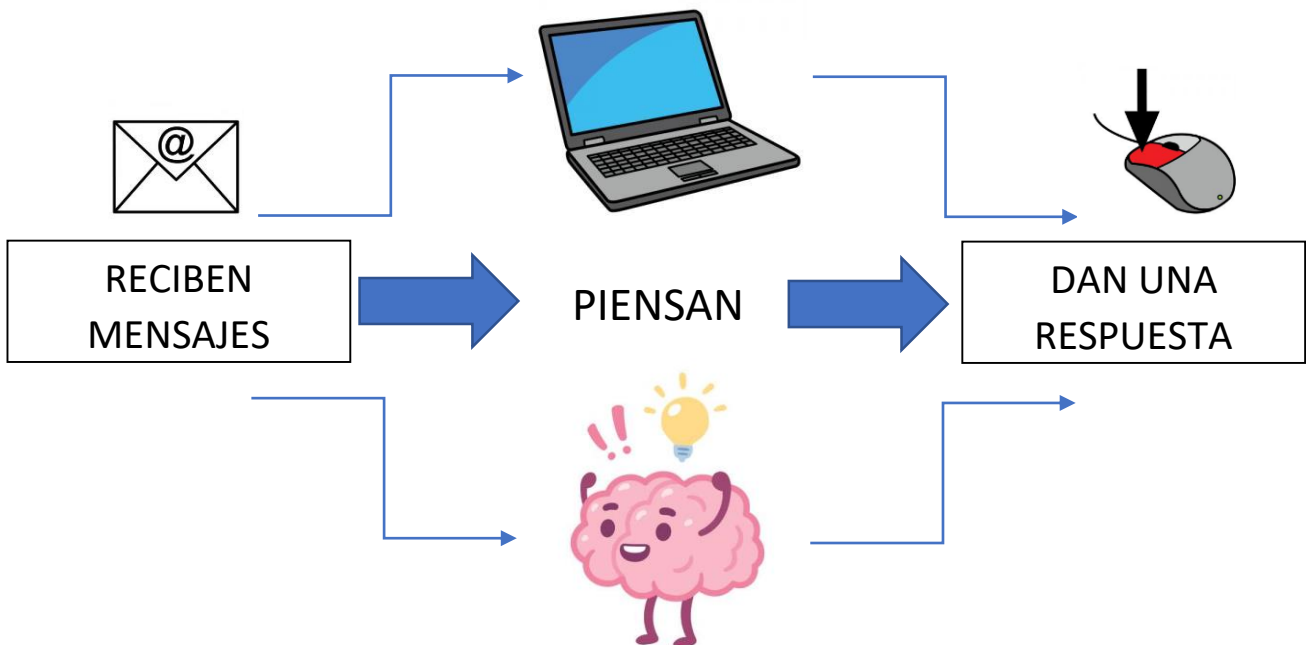 @
RECIBEN
MENSAJES
PIENSAN
DAN UNA
RESPUESTA
!!